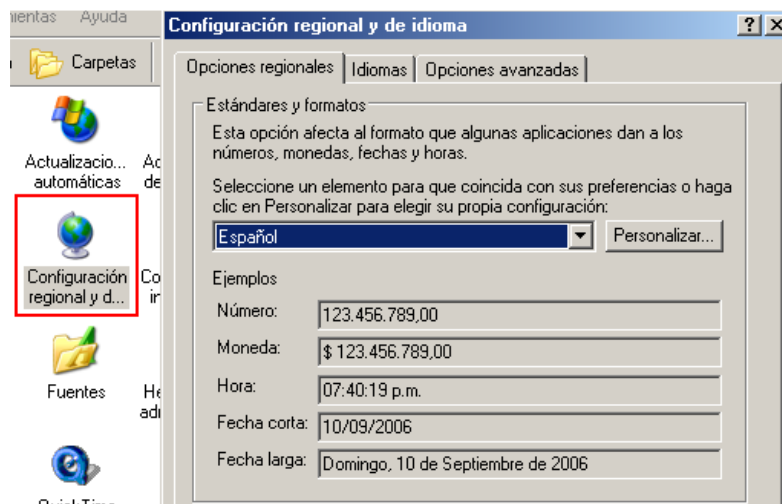 Ayuda
Carpetas
Actualizacio...
automáticas
Configuración
regional y d...
Fuentes
Configuración regional y de idioma
Opciones regionales Idiomas Opciones avanzadas
Estándares y formatos
Esta opción afecta al formato que algunas aplicaciones dan a los
números, monedas, fechas y horas.
Seleccione un elemento para que coincida con sus preferencias o haga
clic en Personalizar para elegir su propia configuración:
Español Personalizar...
Ejemplos
Número: 123.456.789,00
Moneda: $ 123.456.789,00
Hora: 07:40:19 p.m.
Fecha corta: 10/09/2006
Fecha larga: Domingo, 10 de Septiembre de 2006